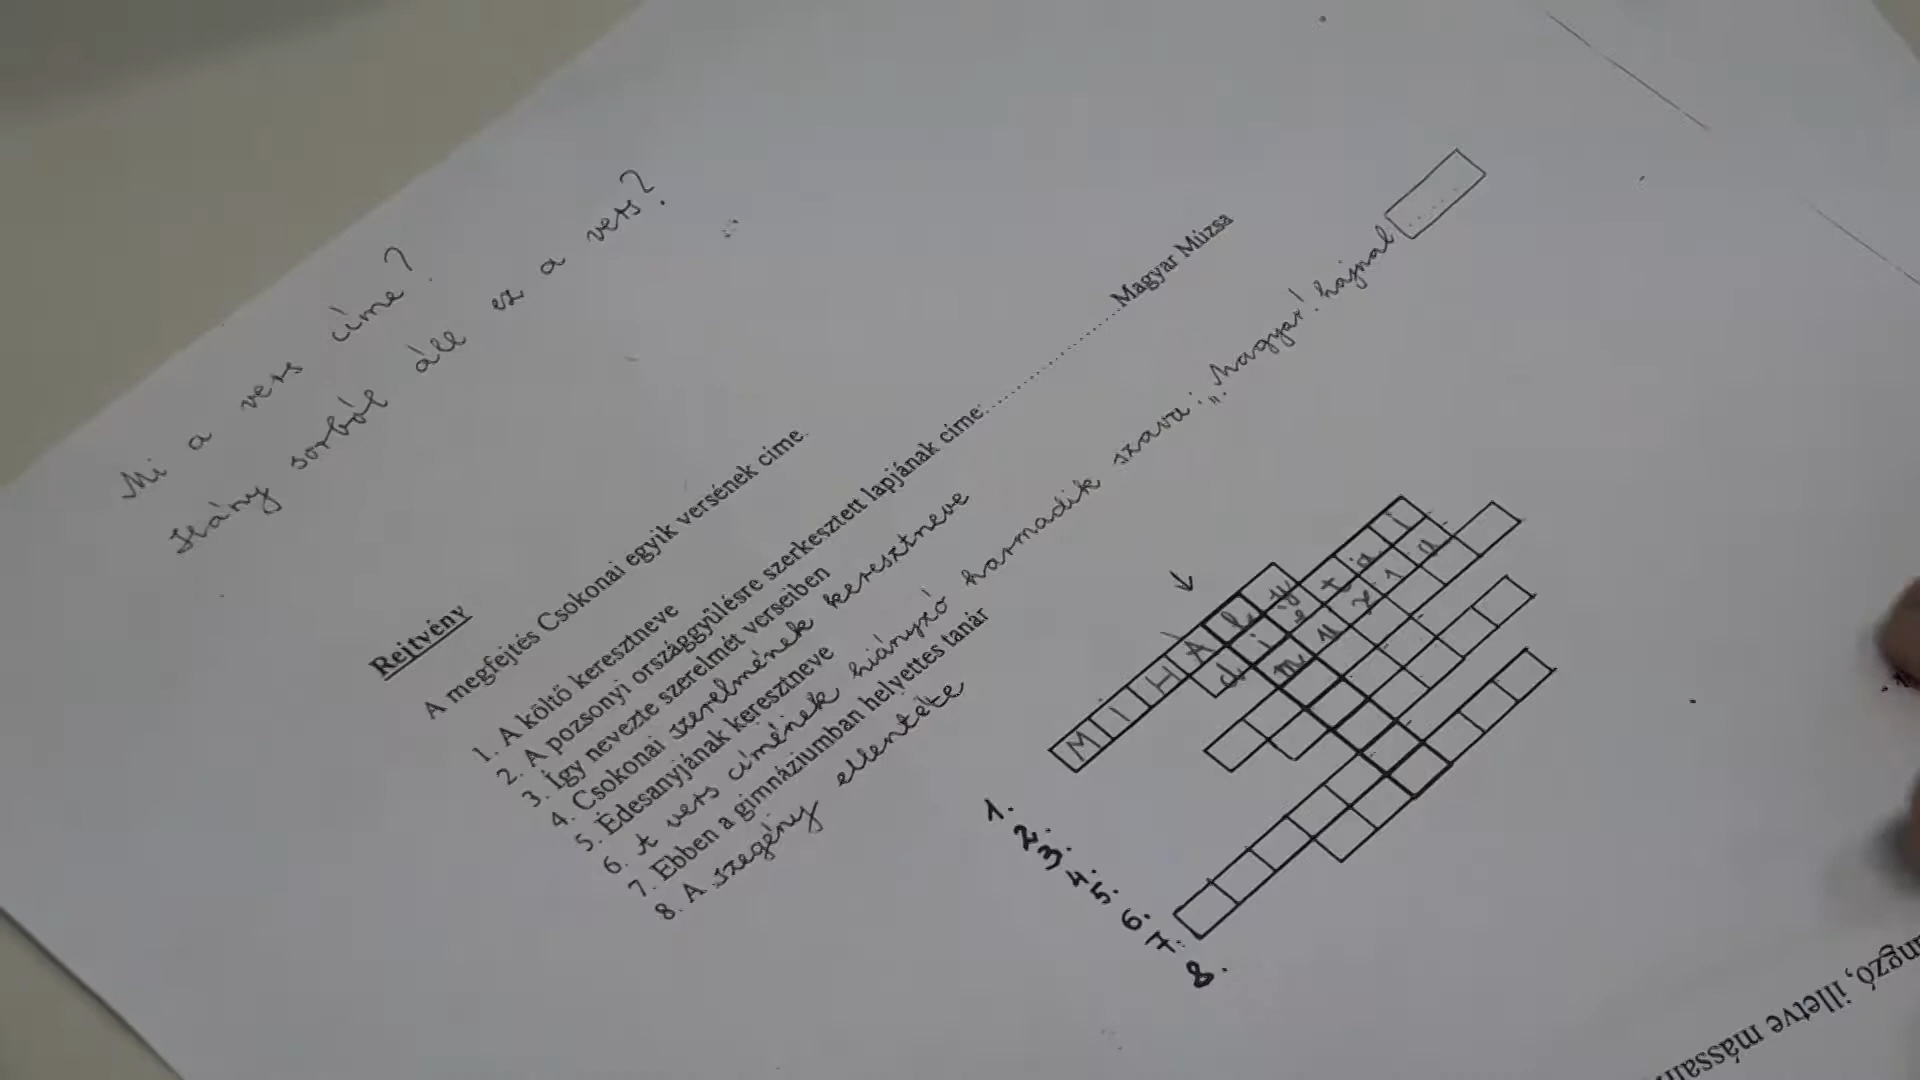 Mi a vers címe?
Hány sorból áll ez a vers?
Rejtvény
A megfejtés Csokonai egyik versének címe.
1. A költő keresztneve
2. A pozsonyi országgyűlésre szerkesztett lapjának címe:....................Magyar Múzsa
3. Így nevezte szerelmét verseiben
4. Csokonai szerelmének keresztneve
5. Édesanyjának keresztneve
6. A vers címének hiányzó harmadik szava: „Magyar! hajnal .....
7. Ebben a gimnáziumban helyettes tanár
8. A szegény ellentéte
1. MIHÁly
2. diétai
3. múzsa
4.
5.
6.
7.
8.
illetve